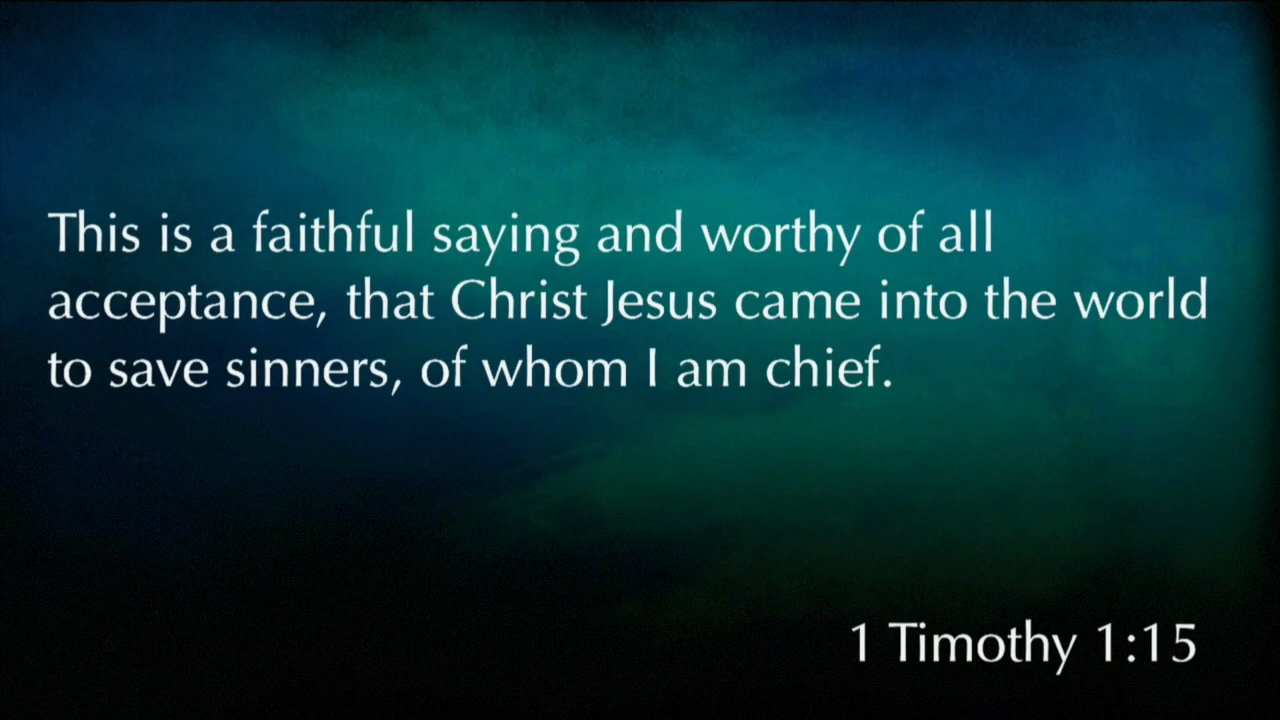 This is a faithful saying and worthy of all
acceptance, that Christ Jesus came into the world
to save sinners, of whom I am chief.
1 Timothy 1:15